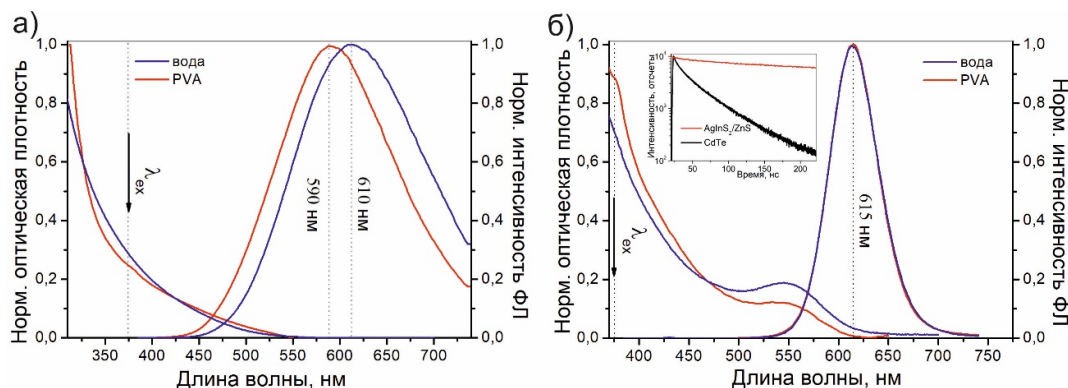 а)
Норм. оптическая плотность
1,0
0,8
0,6
0,4
0,2
0,0
вода
PVA
λex
590 нм
610 нм
1,0
0,8
0,6
0,4
0,2
0,0
Норм. интенсивность ФЛ
350 400 450 500 550 600 650 700
Длина волны, нм
б)
Норм. оптическая плотность
1,0
0,8
0,6
0,4
0,2
0,0
Интенсивность, отсчеты
10⁴
10³
10²
AgInS₂/ZnS
CdTe
50 100 150 200
Время, нс
вода
PVA
λex
615 нм
1,0
0,8
0,6
0,4
0,2
0,0
Норм. интенсивность ФЛ
375 400 450 500 550 600 650 700 750
Длина волны, нм